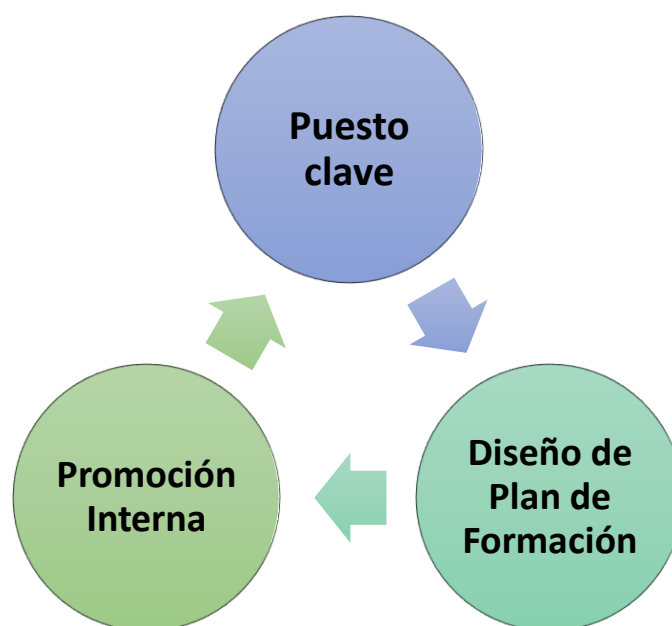 Puesto
clave
Diseño de
Plan de
Formación
Promoción
Interna